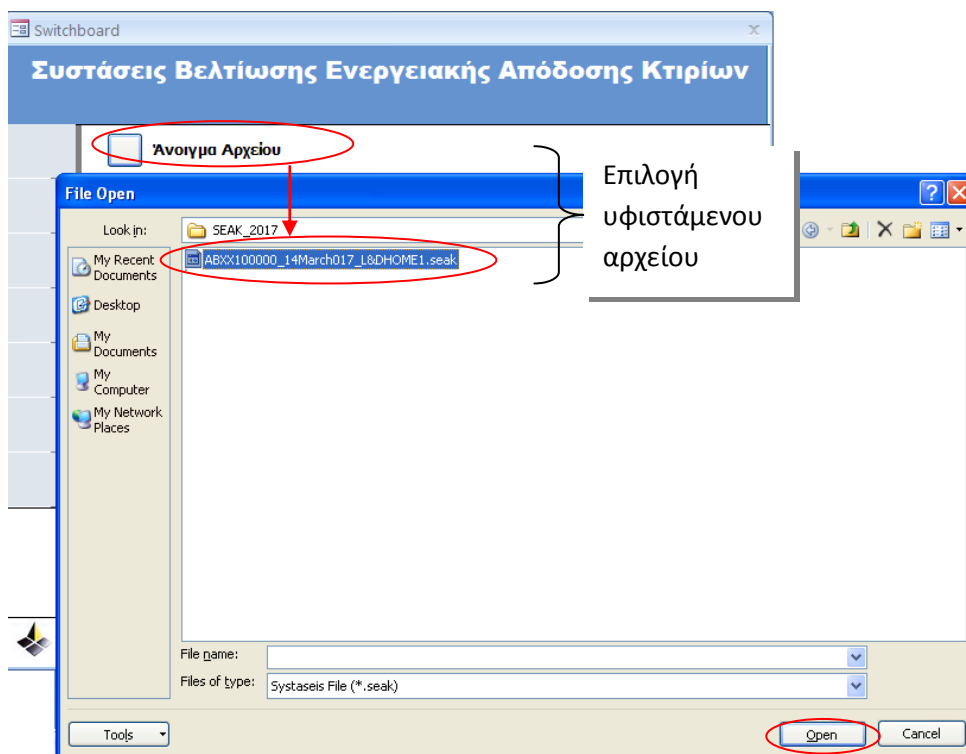 Switchboard
Συστάσεις Βελτίωσης Ενεργειακής Απόδοσης Κτιρίων
Άνοιγμα Αρχείου
Επιλογή
υφιστάμενου
αρχείου
File Open
Look in:
SEAK_2017
My Recent
Documents
ABXX100000_14March017_L&DHOME1.seak
Desktop
My
Documents
My
Computer
My Network
Places
File name:
Files of type:
Systaseis File (*.seak)
Tools
Open
Cancel